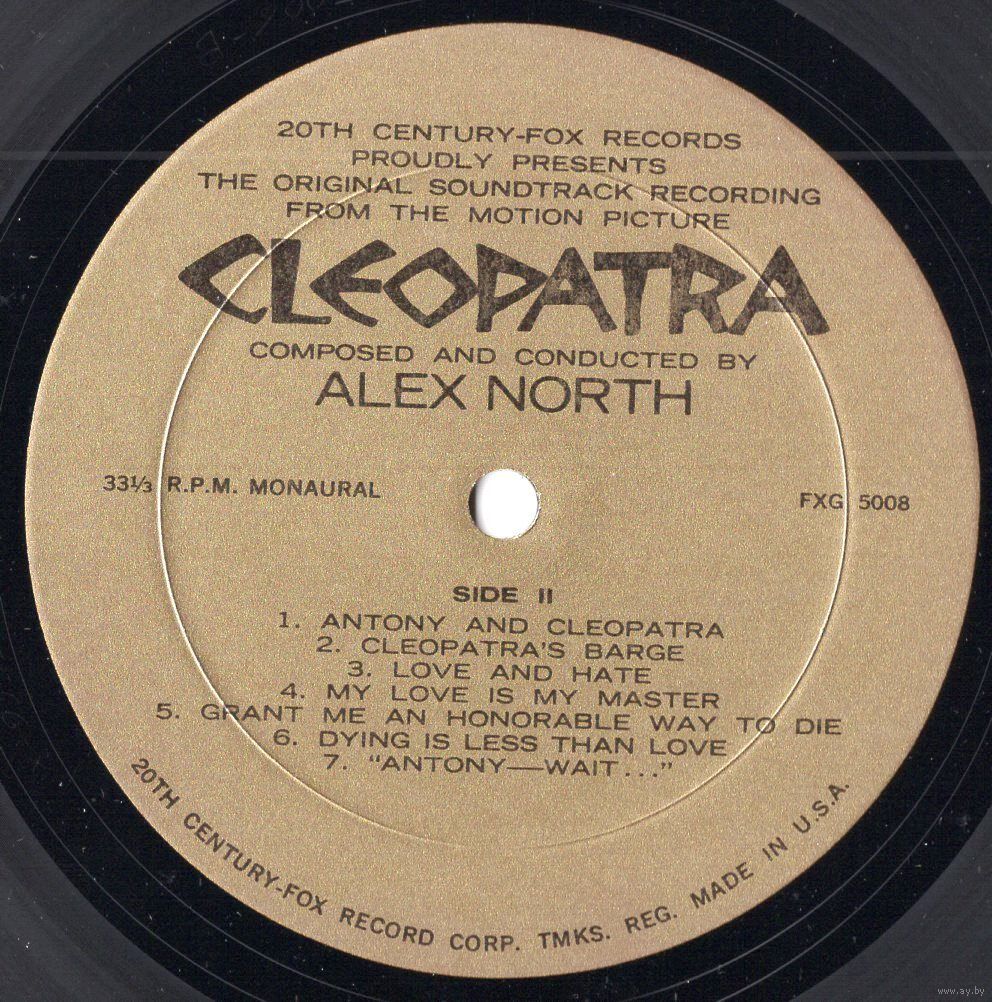 20TH CENTURY-FOX RECORDS
PROUDLY PRESENTS
THE ORIGINAL SOUNDTRACK RECORDING
FROM THE MOTION PICTURE
CLEOPATRA
COMPOSED AND CONDUCTED BY
ALEX NORTH
33⅓ R.P.M. MONAURAL
FXG 5008
SIDE II
1. ANTONY AND CLEOPATRA
2. CLEOPATRA'S BARGE
3. LOVE AND HATE
4. MY LOVE IS MY MASTER
5. GRANT ME AN HONORABLE WAY TO DIE
6. DYING IS LESS THAN LOVE
7. "ANTONY—WAIT..."
20TH CENTURY-FOX RECORD CORP. TMKS. REG. MADE IN U.S.A.
www.ay.by